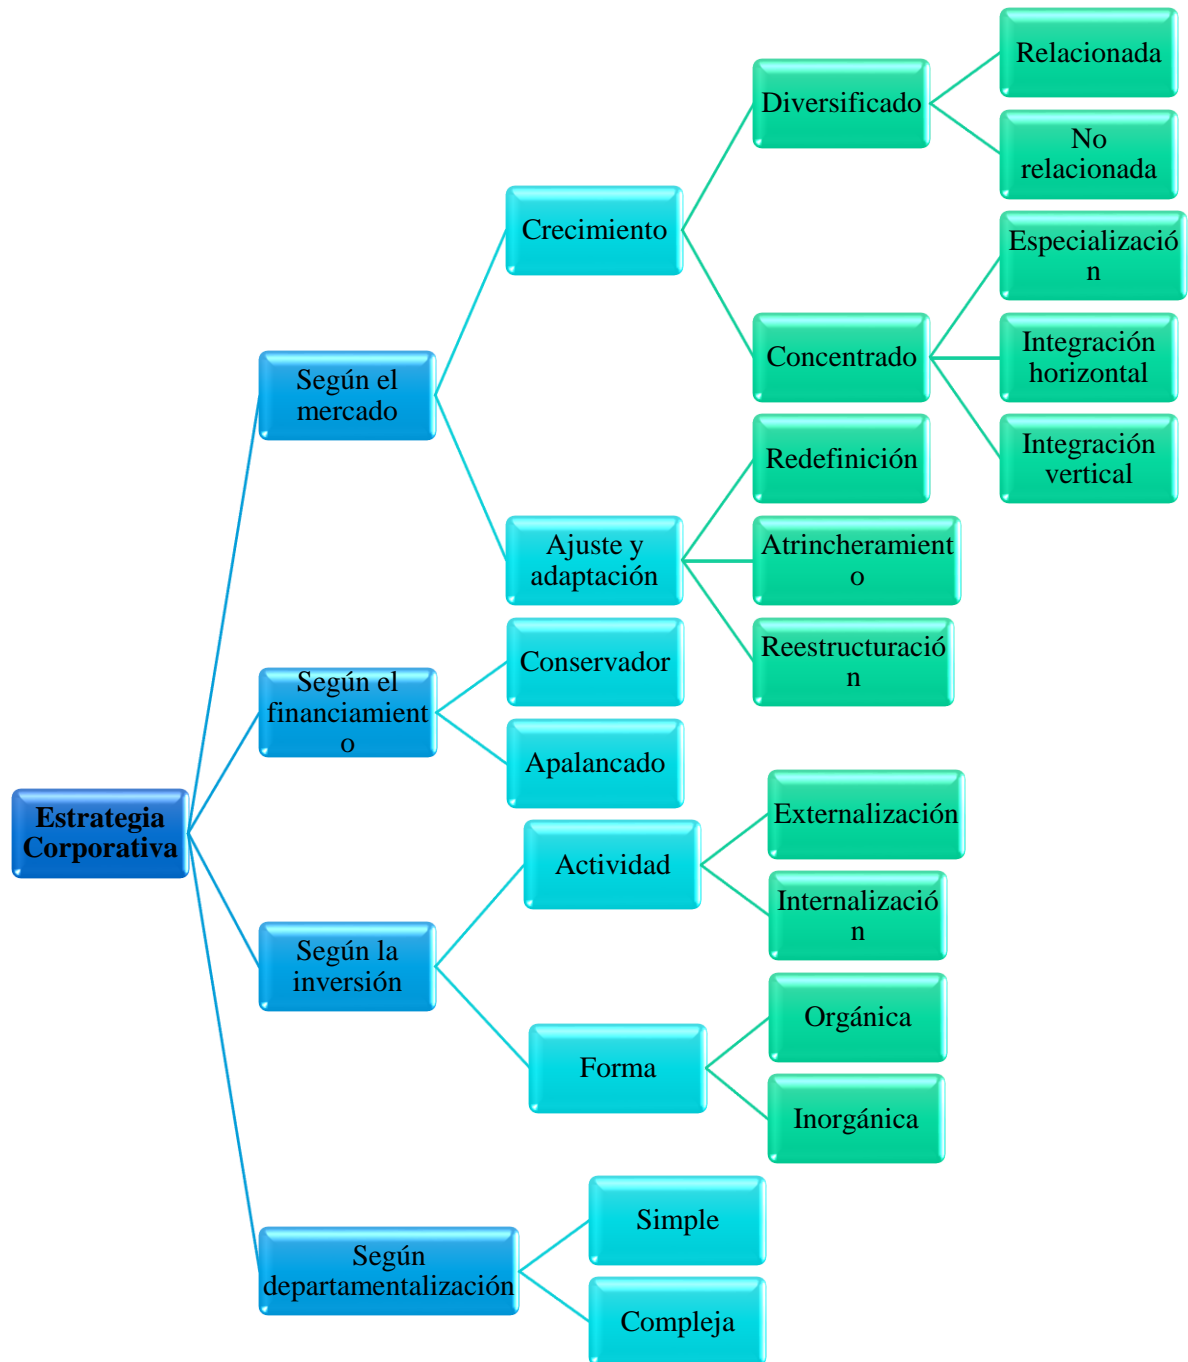 Relacionada
Diversificado
No
relacionada
Crecimiento
Especializació
n
Concentrado
Integración
horizontal
Integración
vertical
Según el
mercado
Redefinición
Ajuste y
adaptación
Atrincheramient
o
Reestructuració
n
Según el
financiamient
o
Conservador
Apalancado
Estrategia
Corporativa
Actividad
Externalización
Internalizació
n
Según la
inversión
Forma
Orgánica
Inorgánica
Según
departamentalización
Simple
Compleja